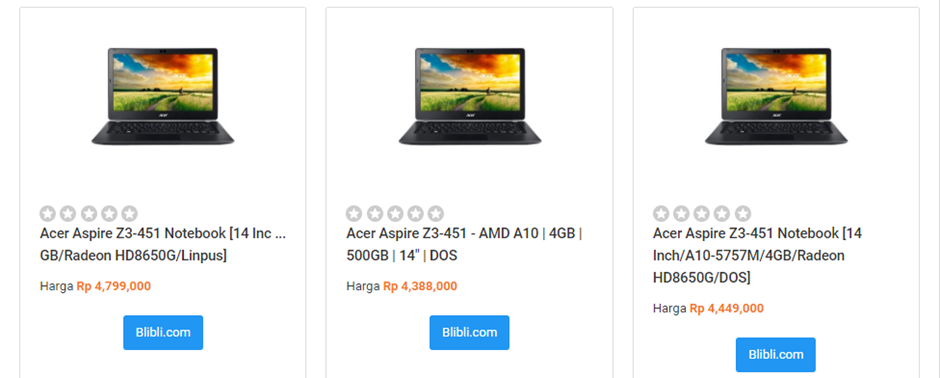 Acer Aspire Z3-451 Notebook [14 Inc ...
GB/Radeon HD8650G/Linpus]
Harga Rp 4,799,000
Blibli.com
Acer Aspire Z3-451 - AMD A10 | 4GB |
500GB | 14" | DOS
Harga Rp 4,388,000
Blibli.com
Acer Aspire Z3-451 Notebook [14
Inch/A10-5757M/4GB/Radeon
HD8650G/DOS]
Harga Rp 4,449,000
Blibli.com